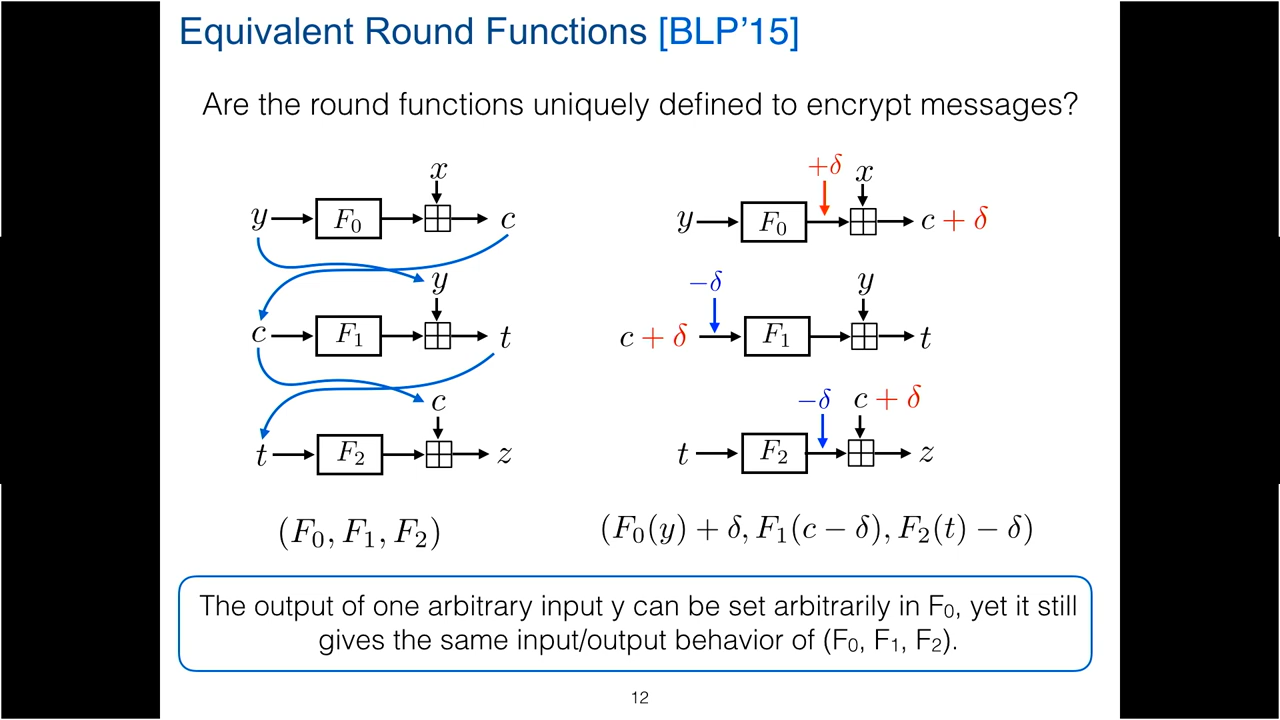 Equivalent Round Functions [BLP'15]
Are the round functions uniquely defined to encrypt messages?
x
y F₀ c
y
c F₁ t
c
t F₂ z
(F₀, F₁, F₂)
+δ x
y F₀ c + δ
−δ y
c + δ F₁ t
−δ c + δ
t F₂ z
(F₀(y) + δ, F₁(c − δ), F₂(t) − δ)
The output of one arbitrary input y can be set arbitrarily in F₀, yet it still
gives the same input/output behavior of (F₀, F₁, F₂).
12